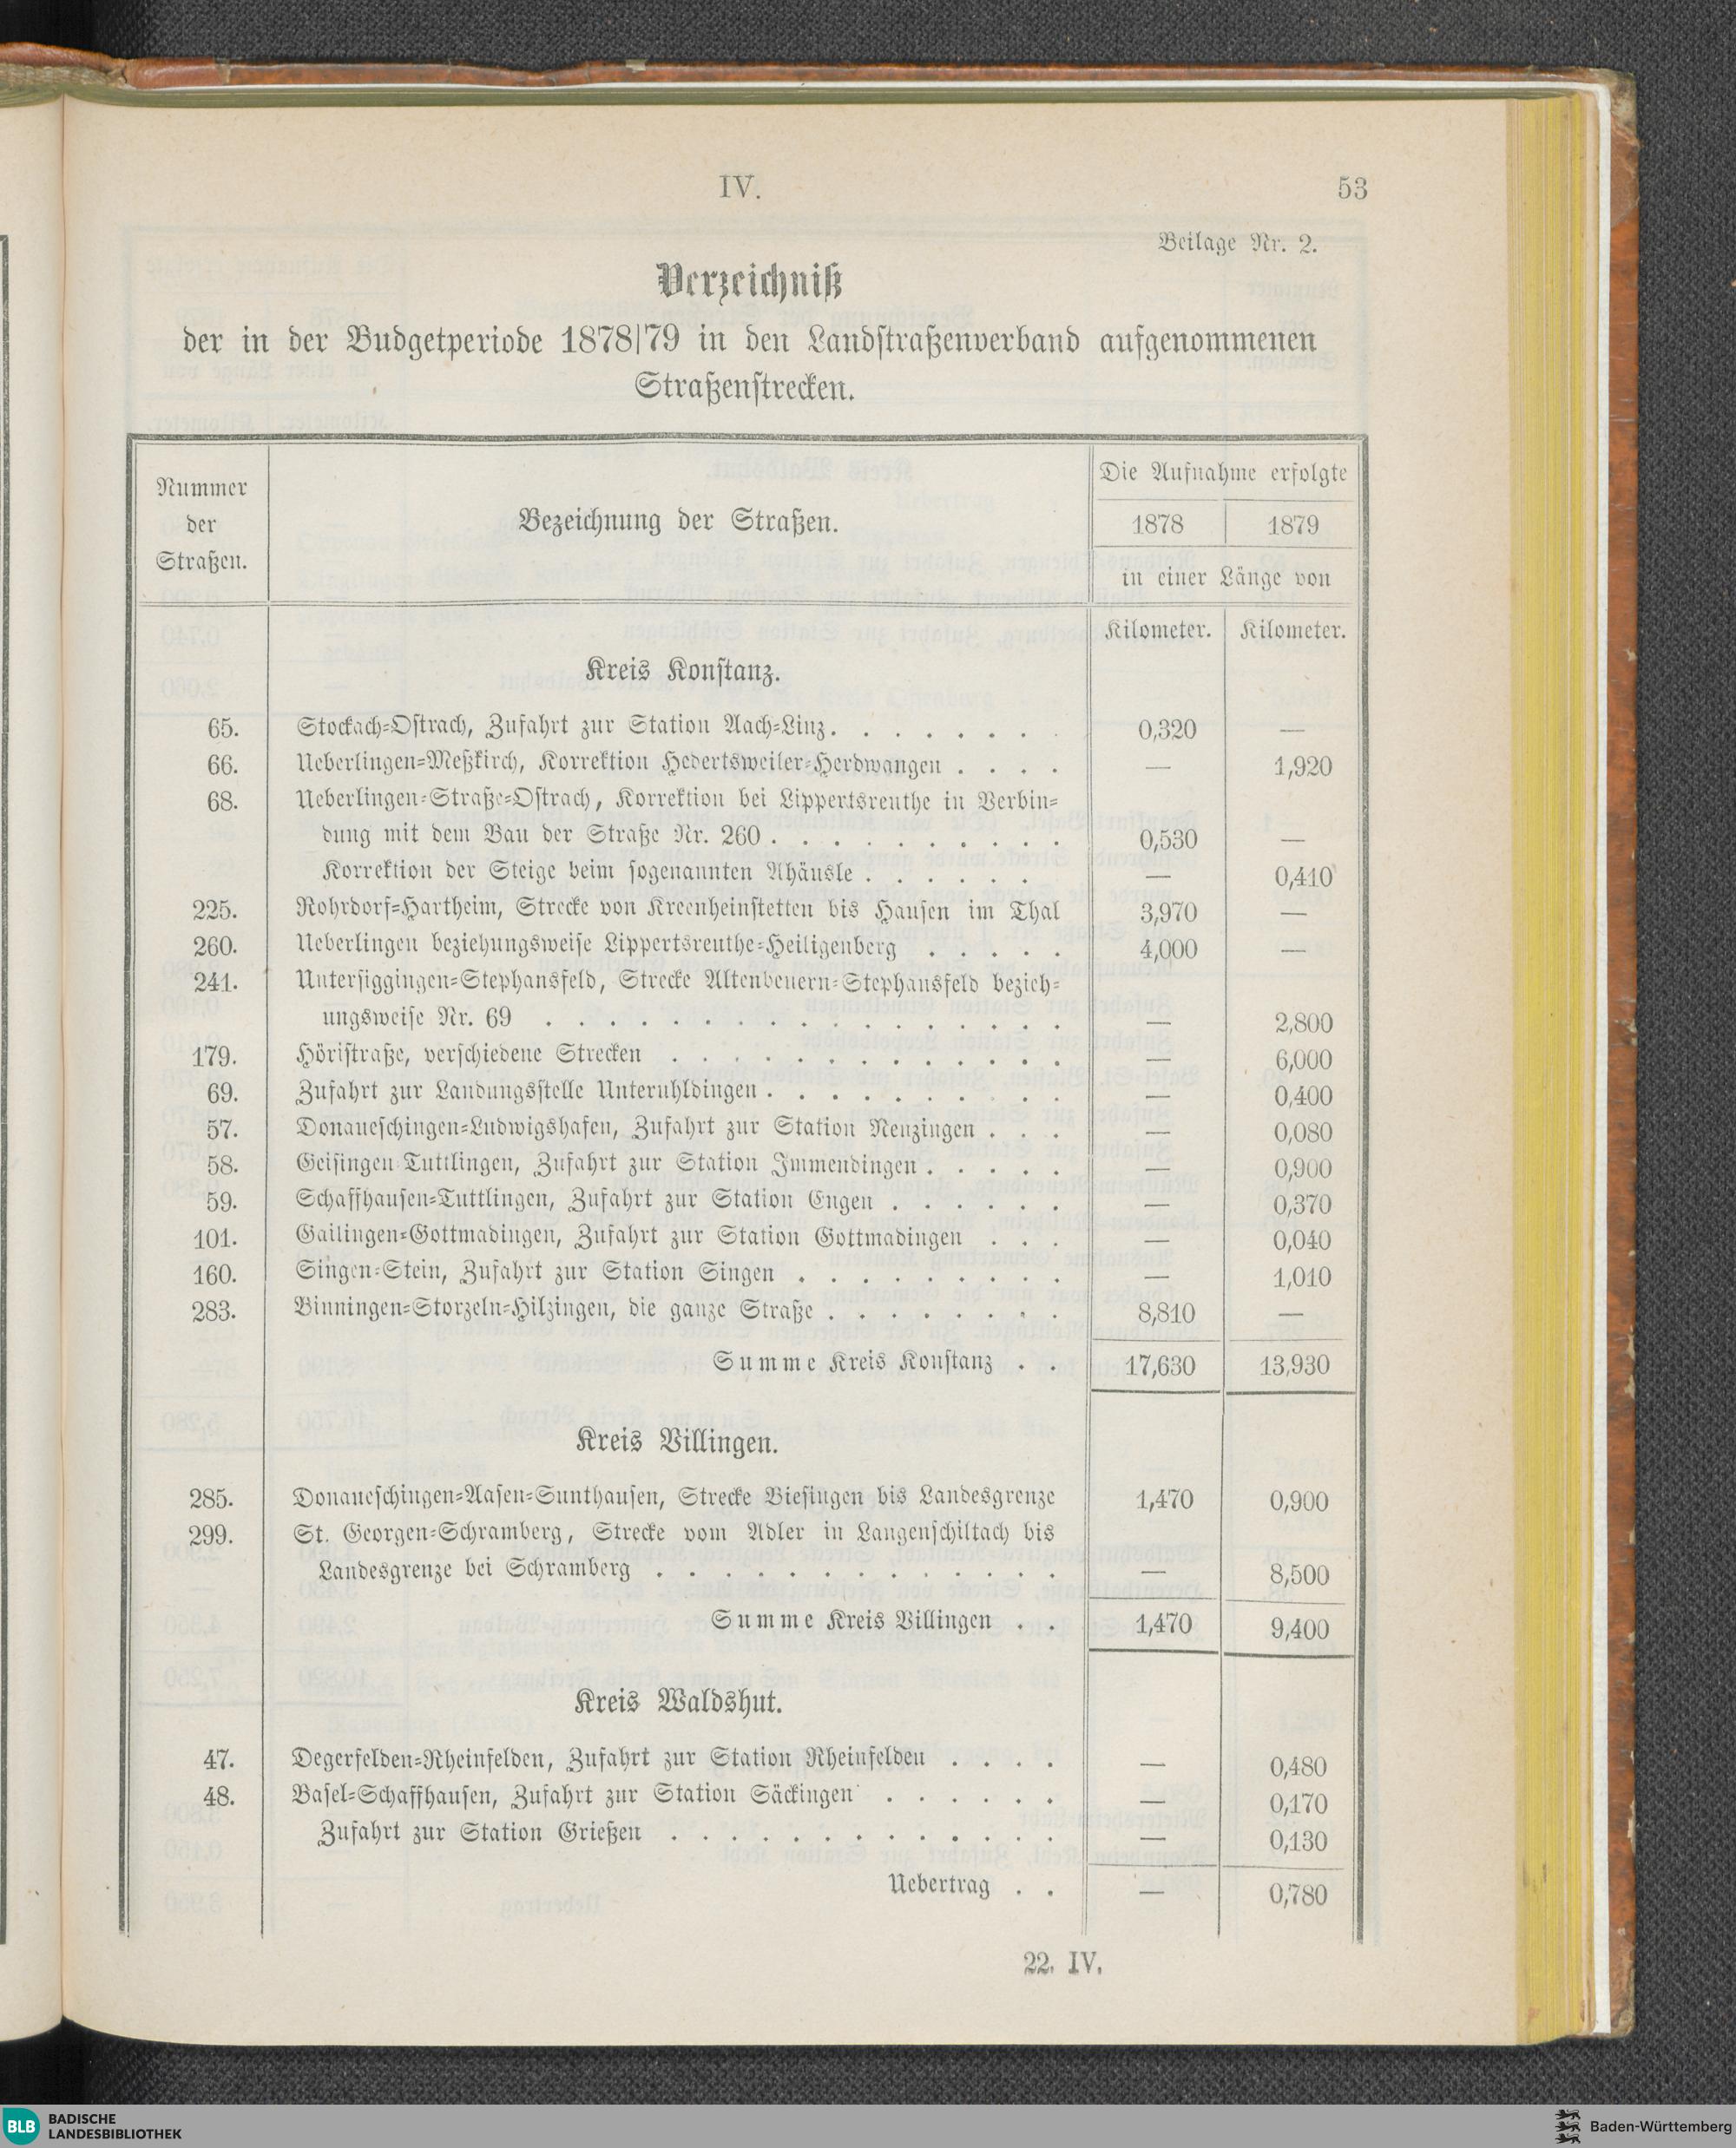 IV.
53
Beilage Nr. 2.
Verzeichniß
der in der Budgetperiode 1878/79 in den Landstraßenverband aufgenommenen
Straßenstrecken.
Nummer der Straßen.
Bezeichnung der Straßen.
Die Aufnahme erfolgte
1878 1879
in einer Länge von
Kilometer. Kilometer.
Kreis Konstanz.
65. Stockach-Ostrach, Zufahrt zur Station Aach-Linz. . . . . . . . 0,320 —
66. Ueberlingen-Meßkirch, Korrektion Hedertsweiler-Herdwangen . . . . — 1,920
68. Ueberlingen-Straße-Ostrach, Korrektion bei Lippertsreuthe in Verbin-
dung mit dem Bau der Straße Nr. 260 . . . . . . . . . . 0,530 —
Korrektion der Steige beim sogenannten Ahäusle . . . . . . — 0,410
225. Rohrdorf-Hartheim, Strecke von Kreenheinstetten bis Hausen im Thal 3,970 —
260. Ueberlingen beziehungsweise Lippertsreuthe-Heiligenberg . . . . . 4,000 —
241. Untersiggingen-Stephansfeld, Strecke Altenbeuern-Stephansfeld bezieh-
ungsweise Nr. 69 . . . . . . . . . . . . . . . . . — 2,800
179. Höristraße, verschiedene Strecken . . . . . . . . . . . . . — 6,000
69. Zufahrt zur Landungsstelle Unteruhldingen . . . . . . . . . . — 0,400
57. Donaueschingen-Ludwigshafen, Zufahrt zur Station Nenzingen . . . — 0,080
58. Geisingen-Tuttlingen, Zufahrt zur Station Immendingen . . . . . — 0,900
59. Schaffhausen-Tuttlingen, Zufahrt zur Station Engen . . . . . . — 0,370
101. Gailingen-Gottmadingen, Zufahrt zur Station Gottmadingen . . . — 0,040
160. Singen-Stein, Zufahrt zur Station Singen . . . . . . . . . — 1,010
283. Binningen-Storzeln-Hilzingen, die ganze Straße . . . . . . . . 8,810 —
Summe Kreis Konstanz . . 17,630 13,930
Kreis Villingen.
285. Donaueschingen-Aasen-Sunthausen, Strecke Biesingen bis Landesgrenze 1,470 0,900
299. St. Georgen-Schramberg, Strecke vom Adler in Langenschiltach bis
Landesgrenze bei Schramberg . . . . . . . . . . . . . — 8,500
Summe Kreis Villingen . . 1,470 9,400
Kreis Waldshut.
47. Degerfelden-Rheinfelden, Zufahrt zur Station Rheinfelden . . . . — 0,480
48. Basel-Schaffhausen, Zufahrt zur Station Säckingen . . . . . . — 0,170
Zufahrt zur Station Grießen . . . . . . . . . . . . . — 0,130
Uebertrag . . — 0,780
22. IV.
BLB BADISCHE
LANDESBIBLIOTHEK
Baden-Württemberg